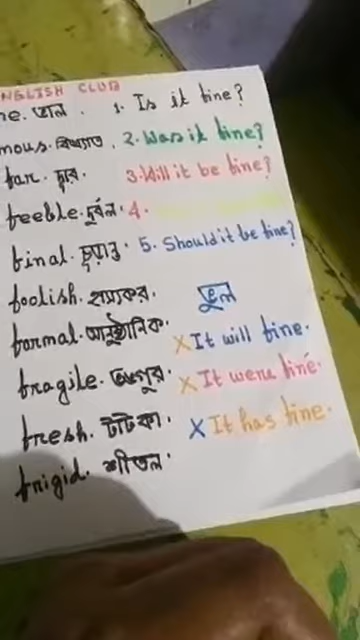 NGLISH CLUB
ne. ভাল . 1. Is it fine?
mous. বিখ্যাত . 2. Was it fine?
far. দূর. 3. Will it be fine?
feeble. দুর্বল. 4.
final. চূড়ান্ত. 5. Should it be fine?
foolish. হাস্যকর. ভুল
formal. আনুষ্ঠানিক. X It will fine.
fragile. ভঙ্গুর. X It were fine.
fresh. টাটকা. X It has fine.
frigid. শীতল.